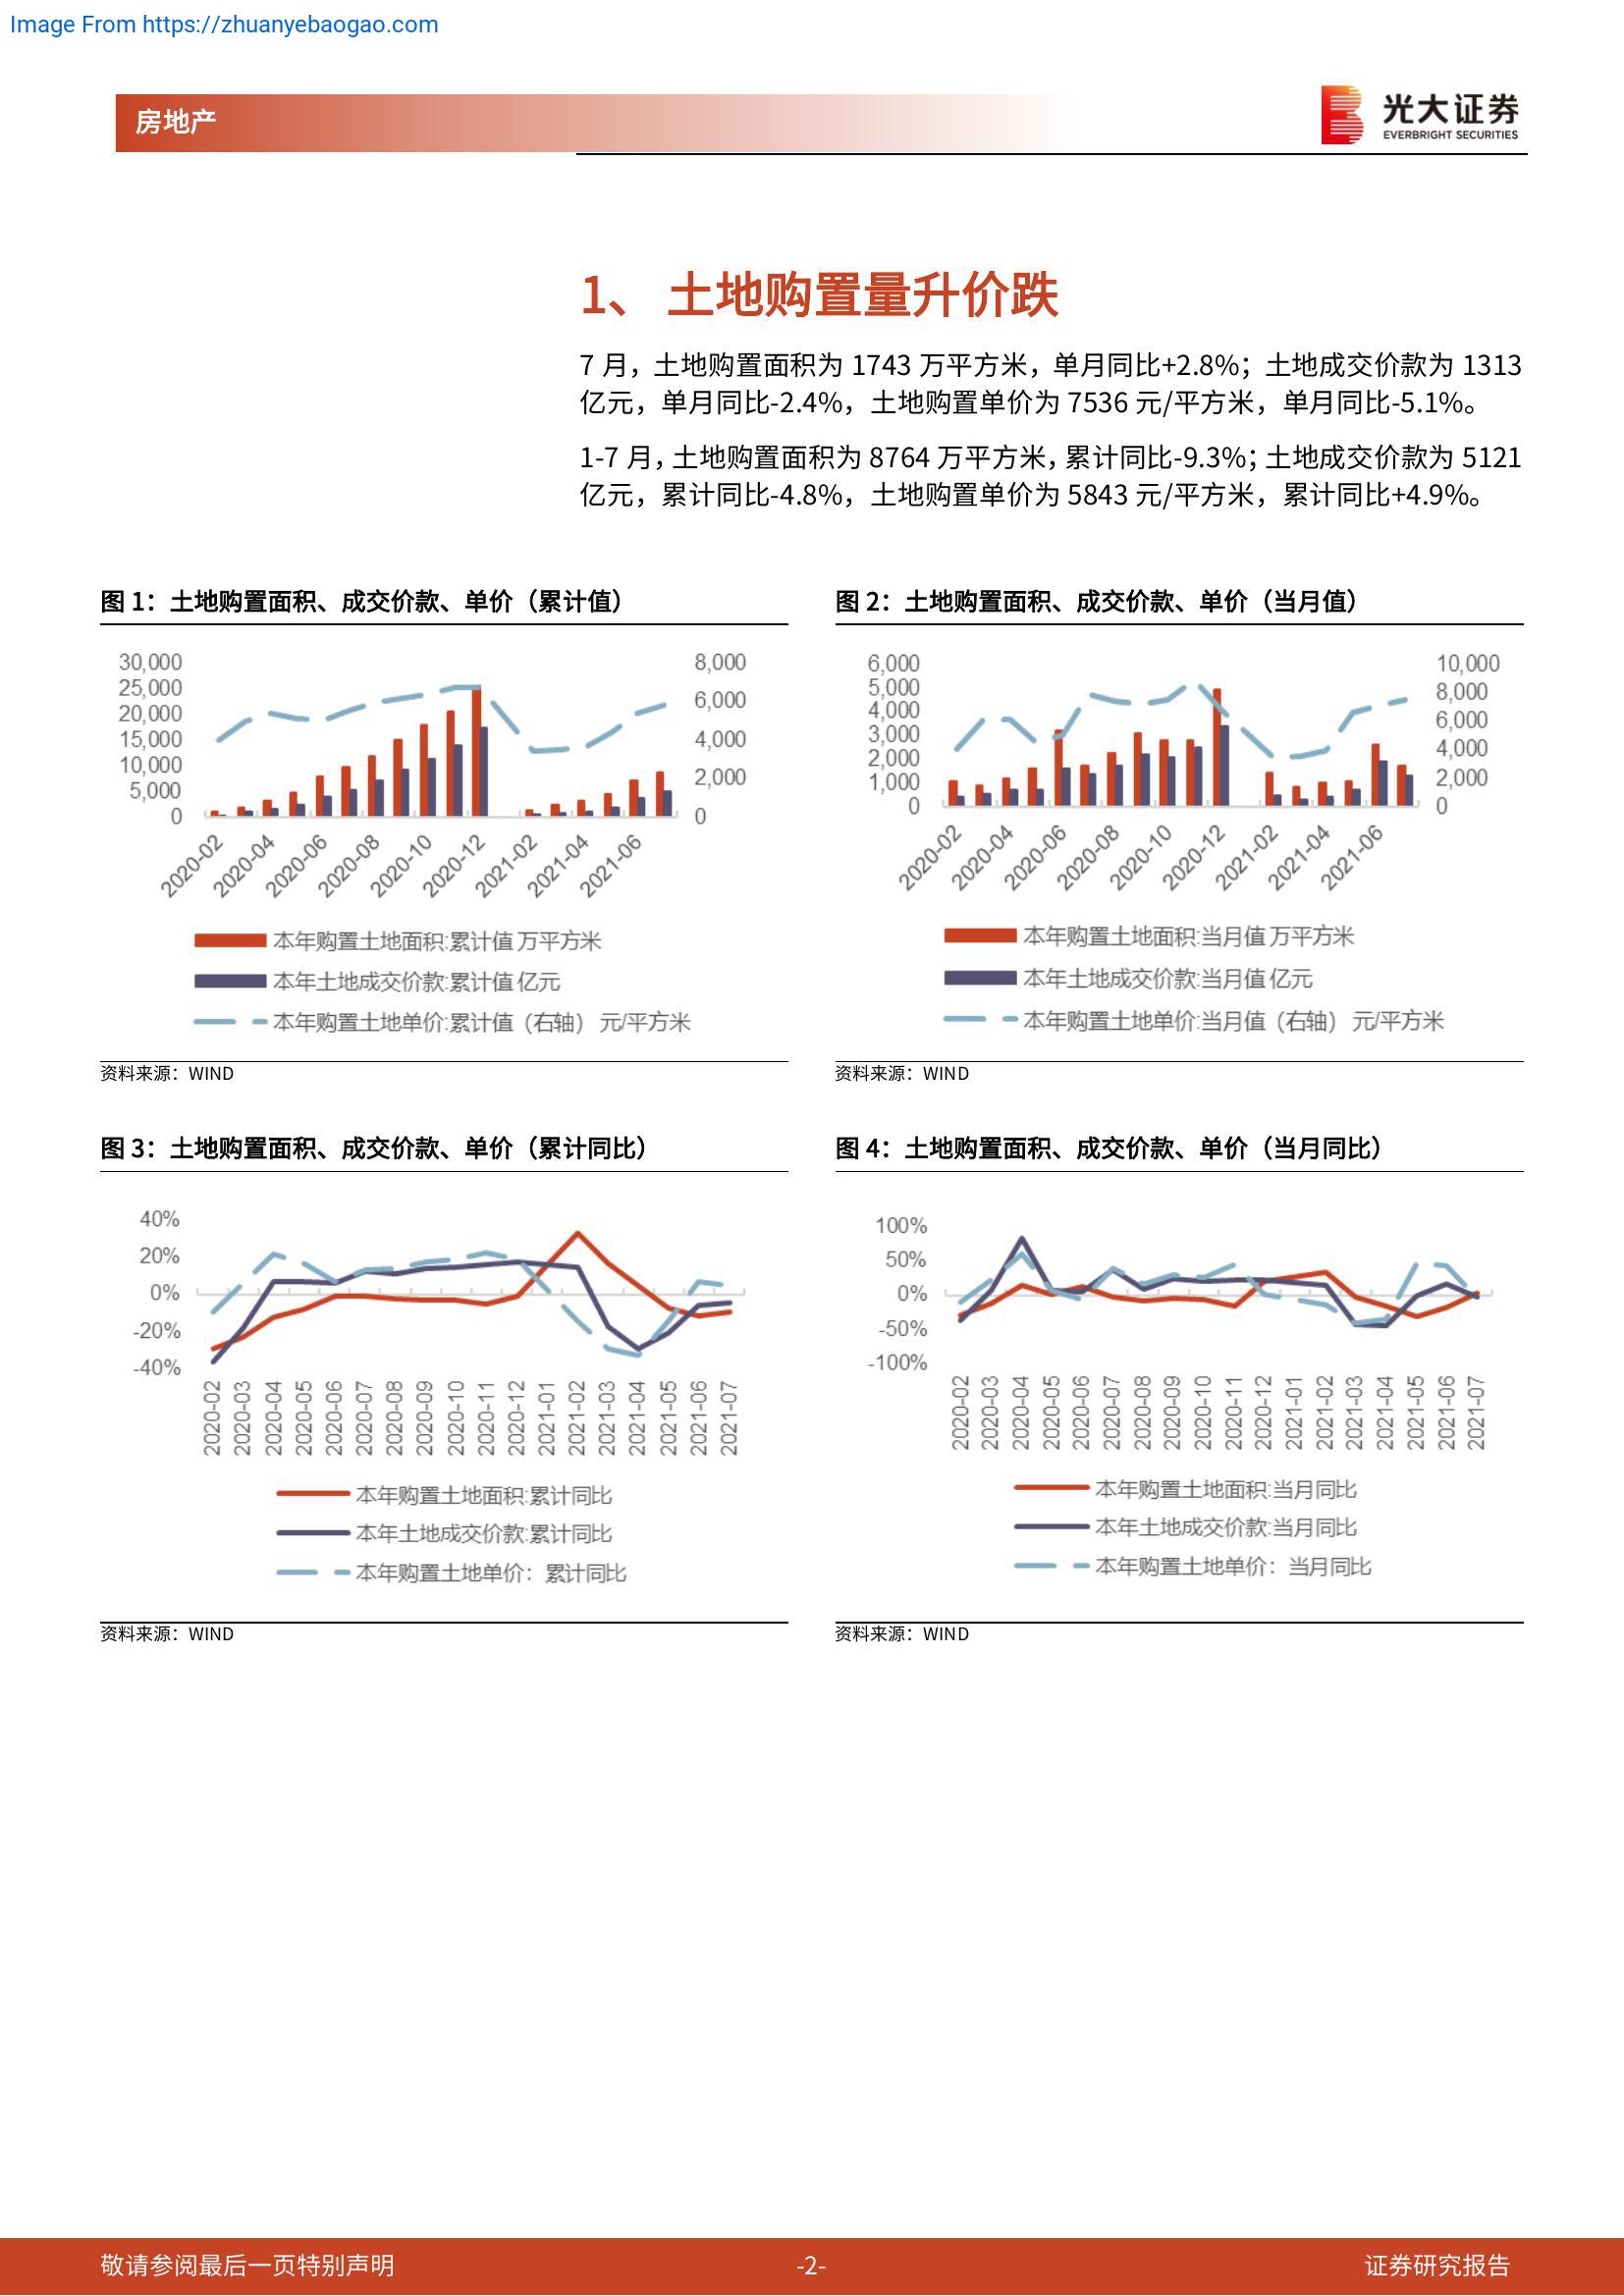 Image From https://zhuanyebaogao.com
房地产
光大证券
EVERBRIGHT SECURITIES
1、 土地购置量升价跌
7 月，土地购置面积为 1743 万平方米，单月同比+2.8%；土地成交价款为 1313
亿元，单月同比-2.4%，土地购置单价为 7536 元/平方米，单月同比-5.1%。
1-7 月，土地购置面积为 8764 万平方米，累计同比-9.3%；土地成交价款为 5121
亿元，累计同比-4.8%，土地购置单价为 5843 元/平方米，累计同比+4.9%。
图 1：土地购置面积、成交价款、单价（累计值）
30,000
25,000
20,000
15,000
10,000
5,000
0
8,000
6,000
4,000
2,000
0
2020-02
2020-04
2020-06
2020-08
2020-10
2020-12
2021-02
2021-04
2021-06
本年购置土地面积:累计值 万平方米
本年土地成交价款:累计值 亿元
本年购置土地单价:累计值（右轴） 元/平方米
资料来源：WIND
图 2：土地购置面积、成交价款、单价（当月值）
6,000
5,000
4,000
3,000
2,000
1,000
0
10,000
8,000
6,000
4,000
2,000
0
2020-02
2020-04
2020-06
2020-08
2020-10
2020-12
2021-02
2021-04
2021-06
本年购置土地面积:当月值 万平方米
本年土地成交价款:当月值 亿元
本年购置土地单价:当月值（右轴） 元/平方米
资料来源：WIND
图 3：土地购置面积、成交价款、单价（累计同比）
40%
20%
0%
-20%
-40%
2020-02
2020-03
2020-04
2020-05
2020-06
2020-07
2020-08
2020-09
2020-10
2020-11
2020-12
2021-01
2021-02
2021-03
2021-04
2021-05
2021-06
2021-07
本年购置土地面积:累计同比
本年土地成交价款:累计同比
本年购置土地单价：累计同比
资料来源：WIND
图 4：土地购置面积、成交价款、单价（当月同比）
100%
50%
0%
-50%
-100%
2020-02
2020-03
2020-04
2020-05
2020-06
2020-07
2020-08
2020-09
2020-10
2020-11
2020-12
2021-01
2021-02
2021-03
2021-04
2021-05
2021-06
2021-07
本年购置土地面积:当月同比
本年土地成交价款:当月同比
本年购置土地单价：当月同比
资料来源：WIND
敬请参阅最后一页特别声明
-2-
证券研究报告